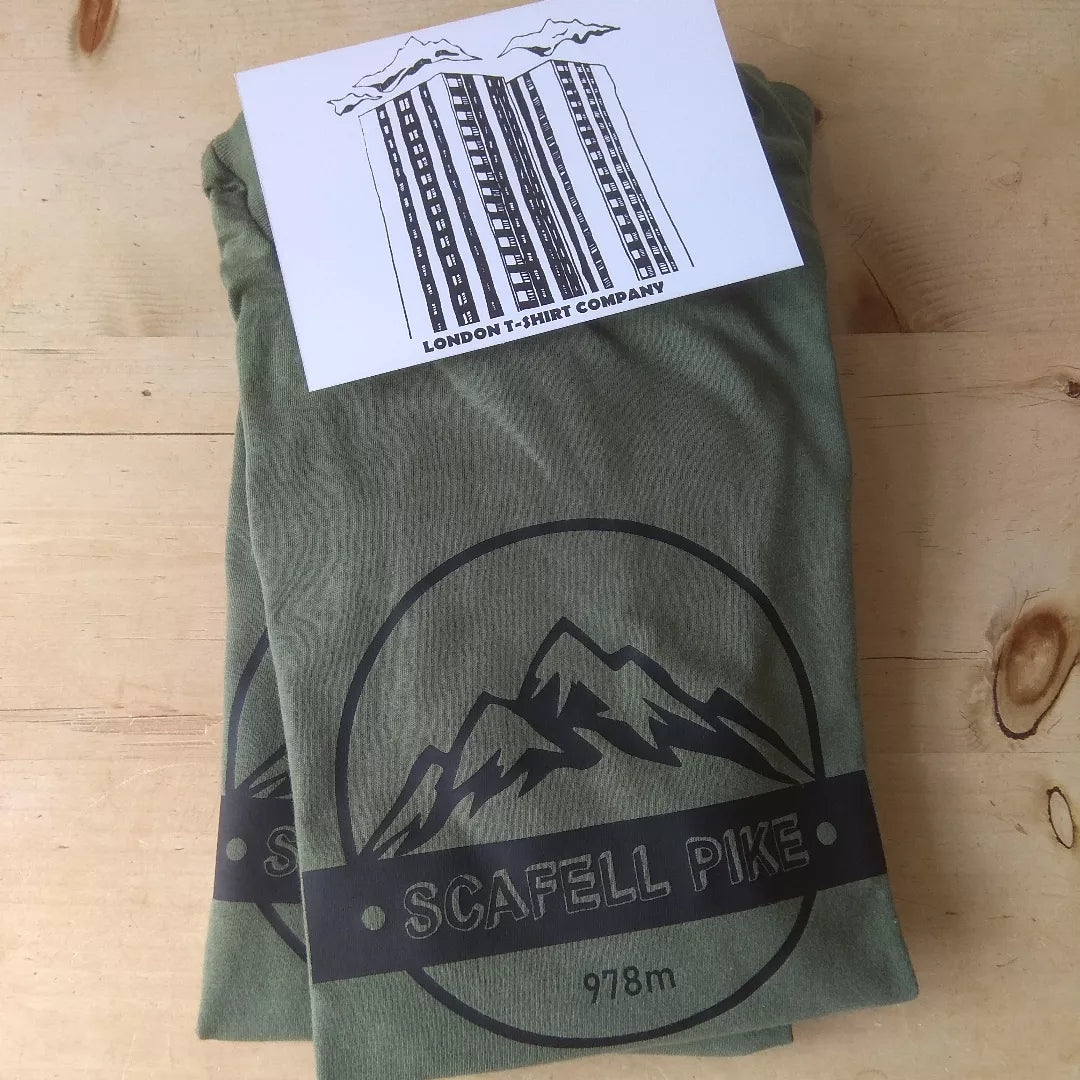 LONDON T-SHIRT COMPANY
S
SCAFELL PIKE
978m